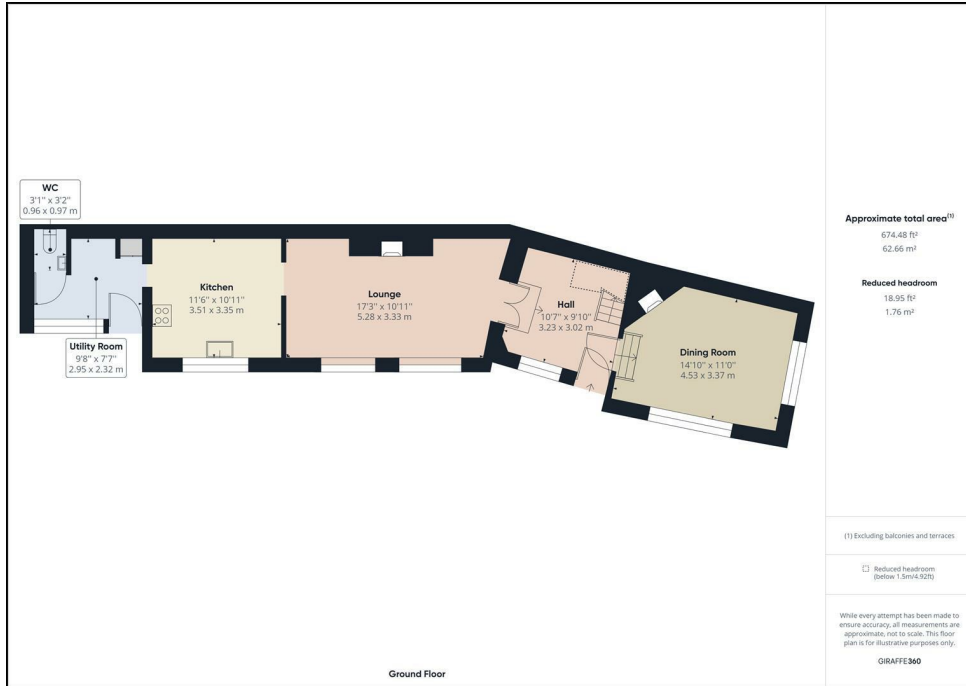 WC
3'1" x 3'2"
0.96 x 0.97 m
Utility Room
9'8" x 7'7"
2.95 x 2.32 m
Kitchen
11'6" x 10'11"
3.51 x 3.35 m
Lounge
17'3" x 10'11"
5.28 x 3.33 m
Hall
10'7" x 9'10"
3.23 x 3.02 m
Dining Room
14'10" x 11'0"
4.53 x 3.37 m
Ground Floor
Approximate total area(1)
674.48 ft²
62.66 m²
Reduced headroom
18.95 ft²
1.76 m²
(1) Excluding balconies and terraces
Reduced headroom
(below 1.5m/4.92ft)
While every attempt has been made to
ensure accuracy, all measurements are
approximate, not to scale. This floor
plan is for illustrative purposes only.
GIRAFFE360